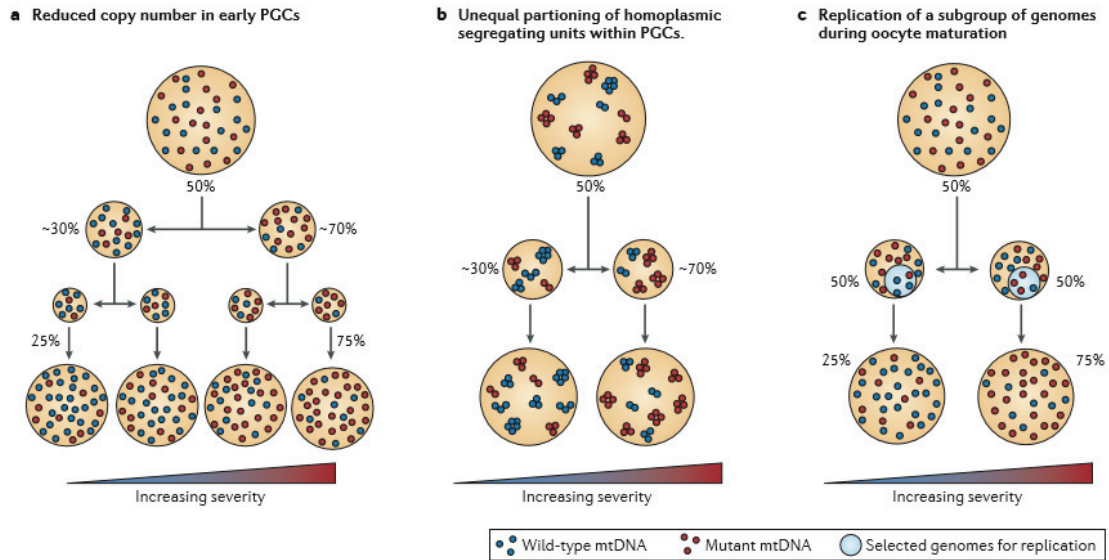 a Reduced copy number in early PGCs
50%
~30%
~70%
25%
75%
Increasing severity
b Unequal partioning of homoplasmic
segregating units within PGCs.
50%
~30%
~70%
Increasing severity
c Replication of a subgroup of genomes
during oocyte maturation
50%
50%
50%
25%
75%
Increasing severity
Wild-type mtDNA
Mutant mtDNA
Selected genomes for replication